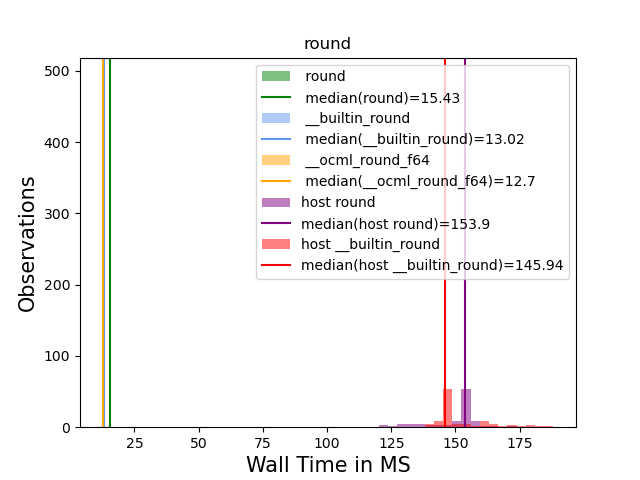 round
500
400
300
200
100
0
Observations
round
median(round)=15.43
__builtin_round
median(__builtin_round)=13.02
__ocml_round_f64
median(__ocml_round_f64)=12.7
host round
median(host round)=153.9
host __builtin_round
median(host __builtin_round)=145.94
25 50 75 100 125 150 175
Wall Time in MS